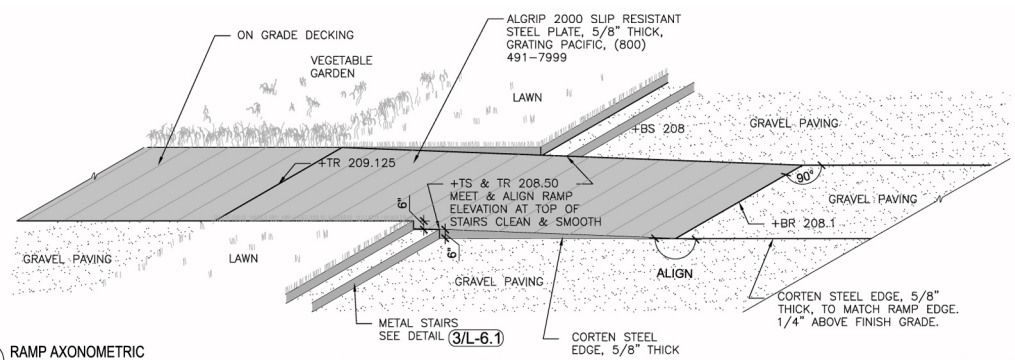 ON GRADE DECKING
ALGRIP 2000 SLIP RESISTANT
STEEL PLATE, 5/8" THICK,
GRATING PACIFIC, (800)
491-7999
VEGETABLE
GARDEN
LAWN
+BS 208
GRAVEL PAVING
+TR 209.125
90°
+TS & TR 208.50
MEET & ALIGN RAMP
ELEVATION AT TOP OF
STAIRS CLEAN & SMOOTH
6"
6"
GRAVEL PAVING
+BR 208.1
GRAVEL PAVING
LAWN
GRAVEL PAVING
ALIGN
METAL STAIRS
SEE DETAIL 3/L-6.1
CORTEN STEEL
EDGE, 5/8" THICK
CORTEN STEEL EDGE, 5/8"
THICK, TO MATCH RAMP EDGE.
1/4" ABOVE FINISH GRADE.
RAMP AXONOMETRIC